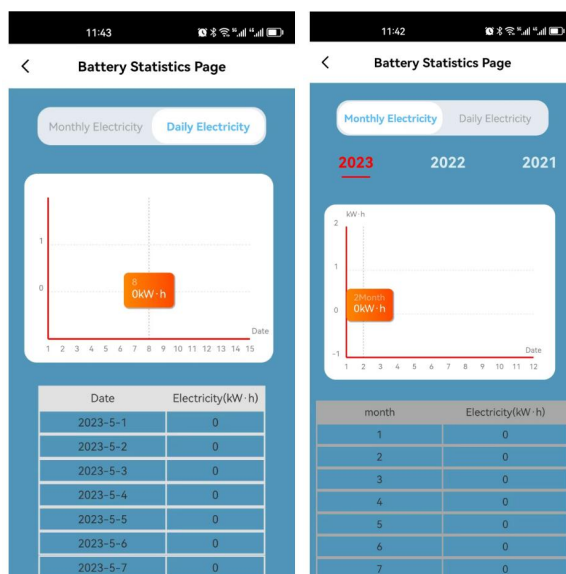 11:43
Battery Statistics Page
Monthly Electricity Daily Electricity
1
0
8
0kW·h
Date
1 2 3 4 5 6 7 8 9 10 11 12 13 14 15
Date Electricity(kW·h)
2023-5-1 0
2023-5-2 0
2023-5-3 0
2023-5-4 0
2023-5-5 0
2023-5-6 0
2023-5-7 0
11:42
Battery Statistics Page
Monthly Electricity Daily Electricity
2023 2022 2021
kW·h
2
1
2Month
0kW·h
0
-1
Date
1 2 3 4 5 6 7 8 9 10 11 12
month Electricity(kW·h)
1 0
2 0
3 0
4 0
5 0
6 0
7 0